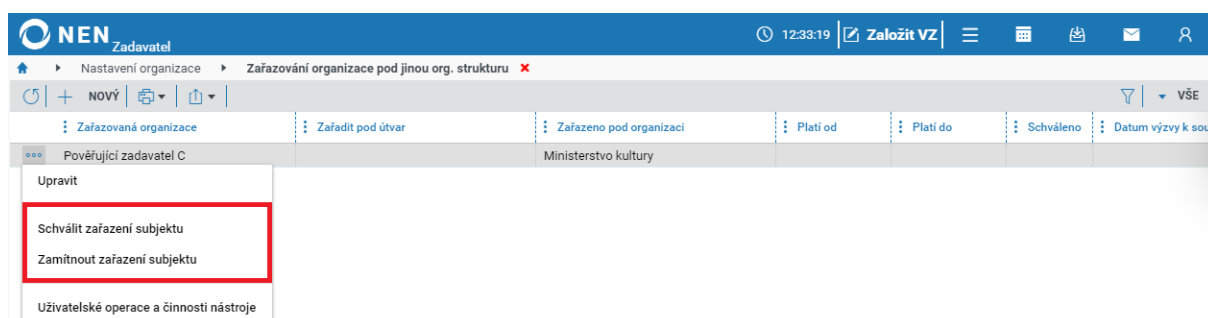 NEN Zadavatel 12:33:19 Založit VZ
Nastavení organizace Zařazování organizace pod jinou org. strukturu
NOVÝ VŠE
Zařazovaná organizace Zařadit pod útvar Zařazeno pod organizaci Platí od Platí do Schváleno Datum výzvy k sou
Pověřující zadavatel C Ministerstvo kultury
Upravit
Schválit zařazení subjektu
Zamítnout zařazení subjektu
Uživatelské operace a činnosti nástroje